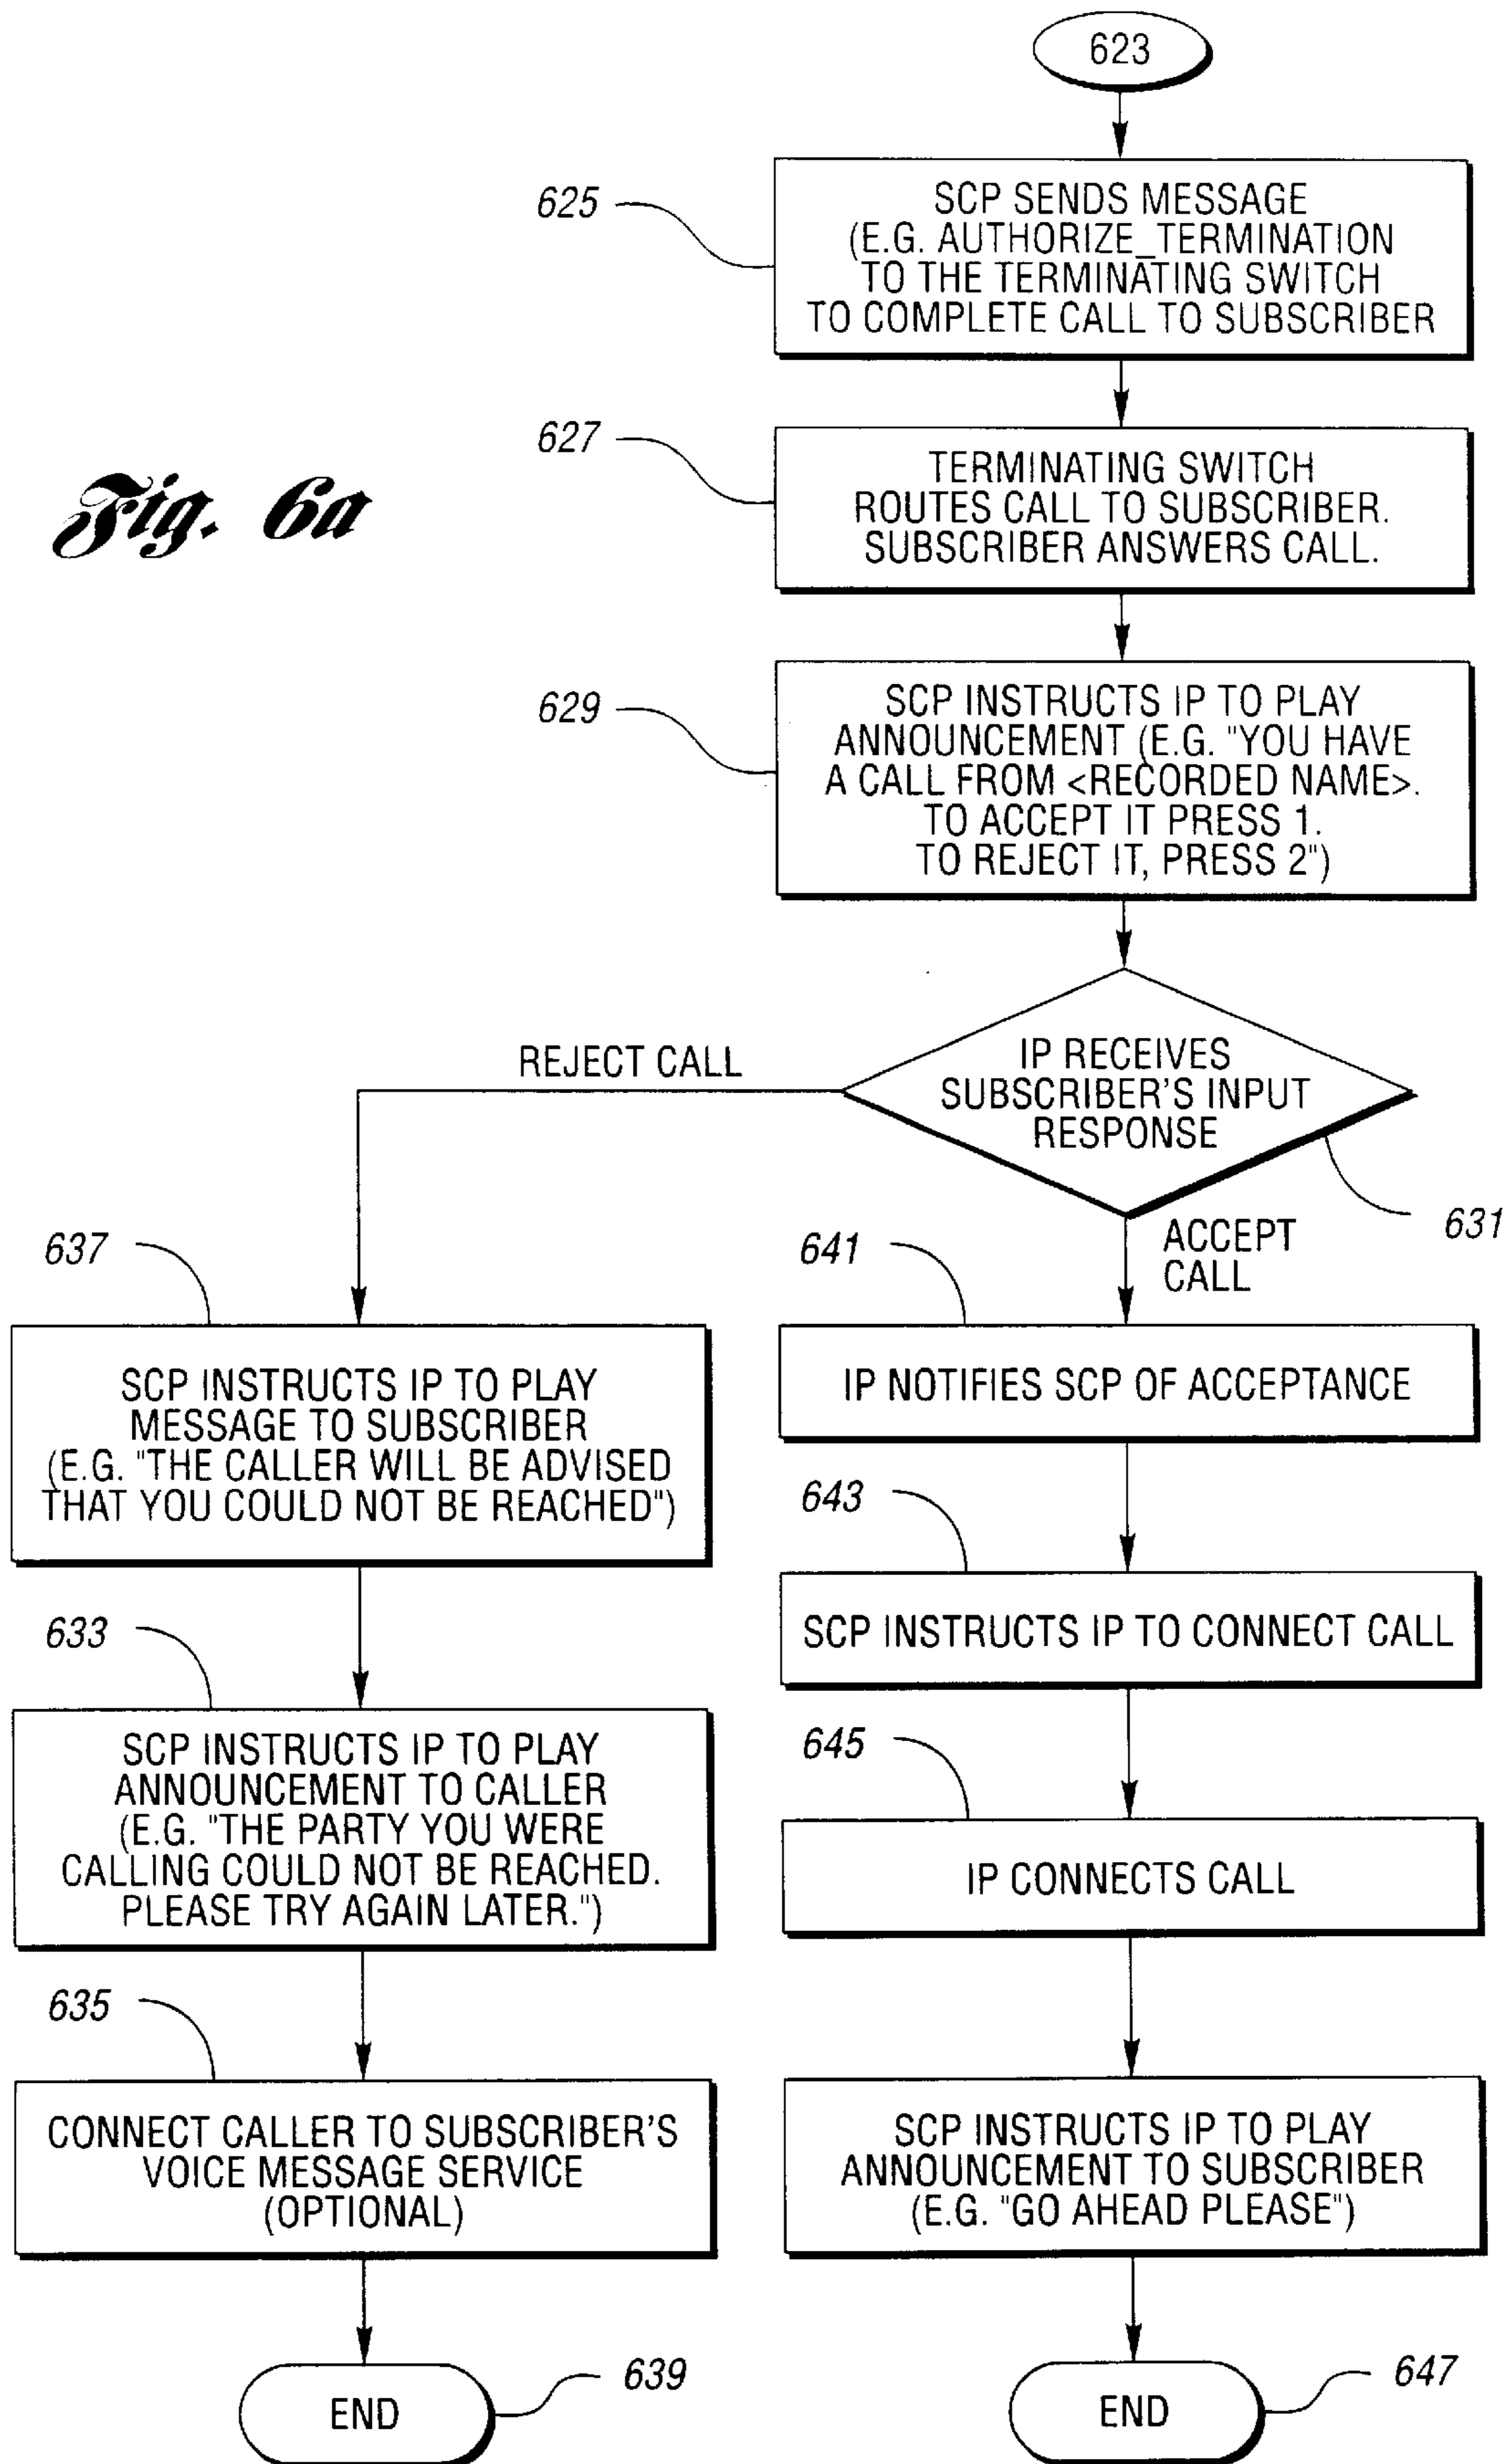 623
625
SCP SENDS MESSAGE
(E.G. AUTHORIZE_TERMINATION
TO THE TERMINATING SWITCH
TO COMPLETE CALL TO SUBSCRIBER
Fig. 6a
627
TERMINATING SWITCH
ROUTES CALL TO SUBSCRIBER.
SUBSCRIBER ANSWERS CALL.
629
SCP INSTRUCTS IP TO PLAY
ANNOUNCEMENT (E.G. "YOU HAVE
A CALL FROM <RECORDED NAME>.
TO ACCEPT IT PRESS 1.
TO REJECT IT, PRESS 2")
REJECT CALL
IP RECEIVES
SUBSCRIBER'S INPUT
RESPONSE
631
ACCEPT
CALL
637
SCP INSTRUCTS IP TO PLAY
MESSAGE TO SUBSCRIBER
(E.G. "THE CALLER WILL BE ADVISED
THAT YOU COULD NOT BE REACHED")
633
SCP INSTRUCTS IP TO PLAY
ANNOUNCEMENT TO CALLER
(E.G. "THE PARTY YOU WERE
CALLING COULD NOT BE REACHED.
PLEASE TRY AGAIN LATER.")
635
CONNECT CALLER TO SUBSCRIBER'S
VOICE MESSAGE SERVICE
(OPTIONAL)
END
639
641
IP NOTIFIES SCP OF ACCEPTANCE
643
SCP INSTRUCTS IP TO CONNECT CALL
645
IP CONNECTS CALL
SCP INSTRUCTS IP TO PLAY
ANNOUNCEMENT TO SUBSCRIBER
(E.G. "GO AHEAD PLEASE")
END
647